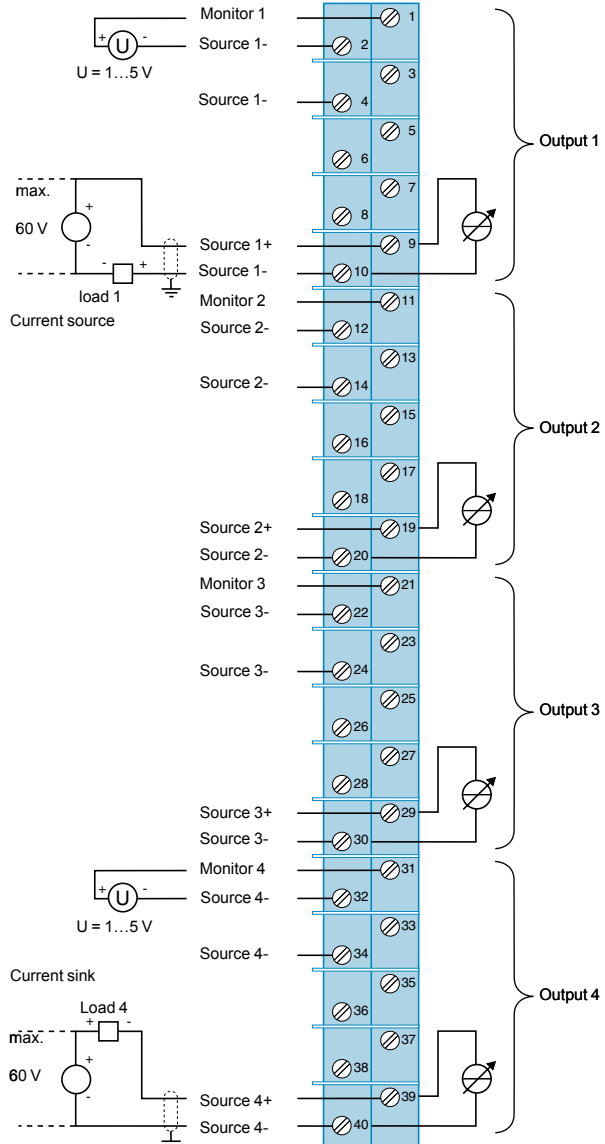 Monitor 1 1
+ U - Source 1- 2
U = 1…5 V
3
Source 1- 4
5
Output 1
6
max. 7
+ 8
60 V
- Source 1+ 9
- + Source 1- 10
load 1 Monitor 2 11
Current source Source 2- 12
13
Source 2- 14
15
Output 2
16
17
18
Source 2+ 19
Source 2- 20
Monitor 3 21
Source 3- 22
23
Source 3- 24
25
Output 3
26
27
28
Source 3+ 29
Source 3- 30
Monitor 4 31
+ U - Source 4- 32
U = 1…5 V
33
Source 4- 34
Current sink
35
Output 4
Load 4 36
+ -
max. 37
+
60 V 38
- Source 4+ 39
Source 4- 40